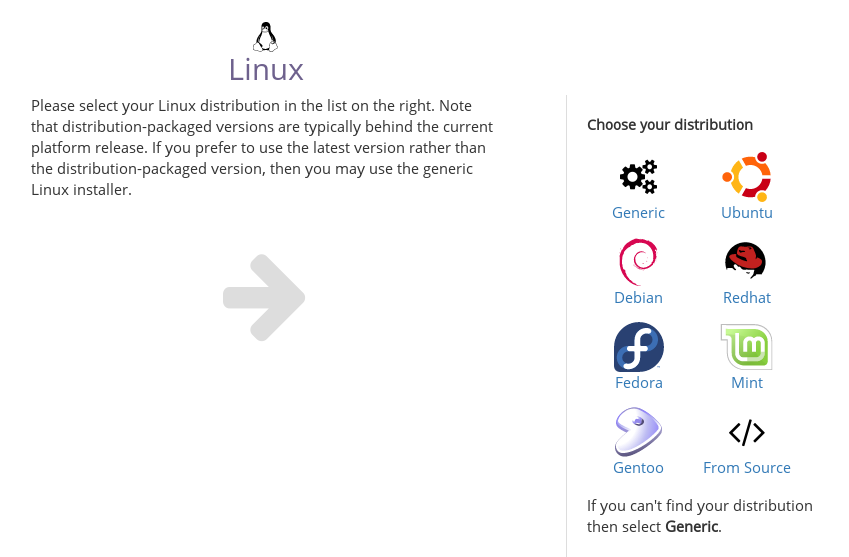 Linux
Please select your Linux distribution in the list on the right. Note
that distribution-packaged versions are typically behind the current
platform release. If you prefer to use the latest version rather than
the distribution-packaged version, then you may use the generic
Linux installer.
Choose your distribution
Generic
Ubuntu
Debian
Redhat
Fedora
Mint
Gentoo
</>
From Source
If you can't find your distribution
then select Generic.